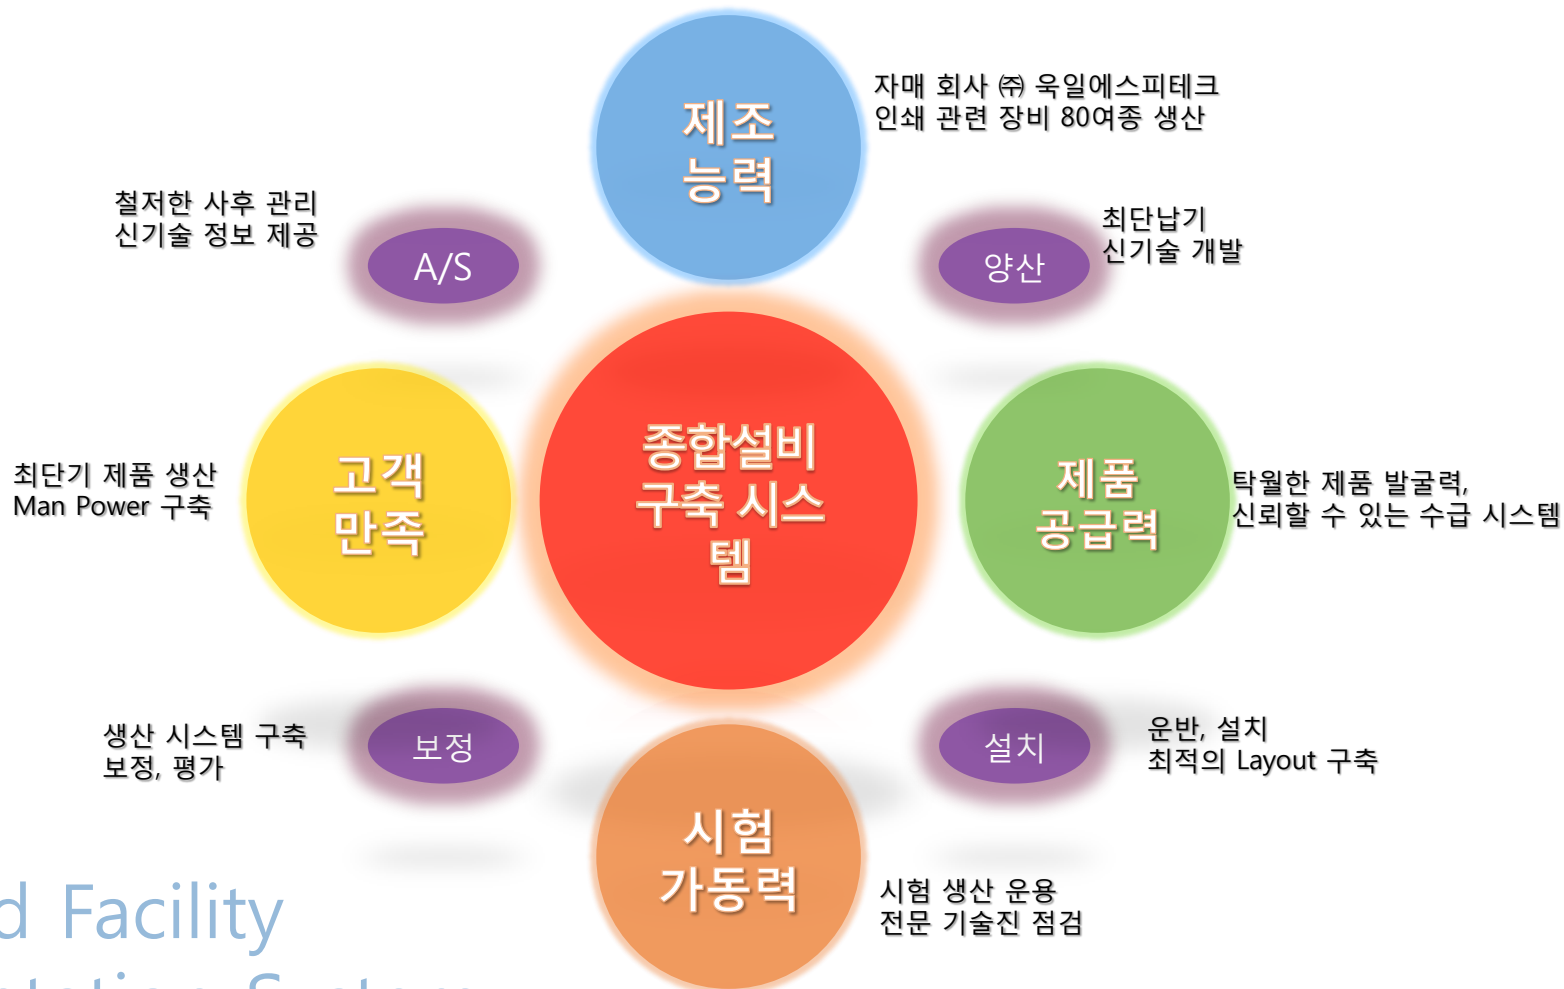 제조
능력
자매 회사 ㈜ 욱일에스피테크
인쇄 관련 장비 80여종 생산
철저한 사후 관리
신기술 정보 제공
A/S
양산
최단납기
신기술 개발
고객
만족
최단기 제품 생산
Man Power 구축
종합설비
구축 시스
템
제품
공급력
탁월한 제품 발굴력,
신뢰할 수 있는 수급 시스템
생산 시스템 구축
보정, 평가
보정
설치
운반, 설치
최적의 Layout 구축
시험
가동력
시험 생산 운용
전문 기술진 점검
d Facility
System